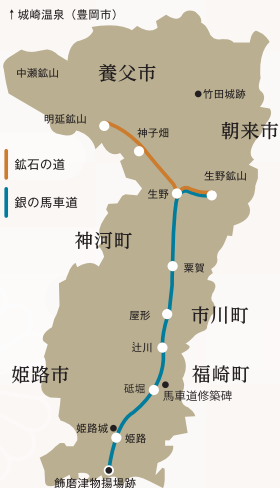 ↑城崎温泉（豊岡市）
中瀬鉱山
養父市
竹田城跡
明延鉱山
神子畑
朝来市
鉱石の道
生野鉱山
生野
銀の馬車道
神河町
粟賀
屋形
市川町
辻川
姫路市
福崎町
砥堀
馬車道修築碑
姫路城
姫路
飾磨津物揚場跡